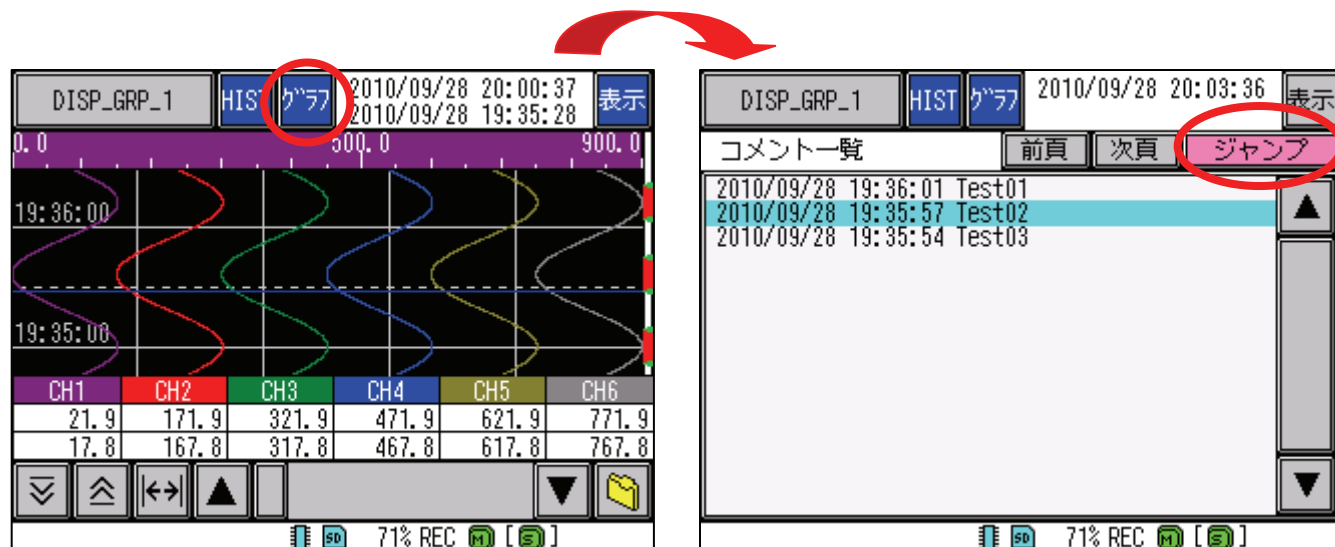 DISP_GRP_1 HIST グラフ 2010/09/28 20:00:37 表示
2010/09/28 19:35:28
0.0 500.0 900.0
19:36:00
19:35:00
CH1 CH2 CH3 CH4 CH5 CH6
21.9 171.9 321.9 471.9 621.9 771.9
17.8 167.8 317.8 467.8 617.8 767.8
SD 71% REC M [S]
DISP_GRP_1 HIST グラフ 2010/09/28 20:03:36 表示
コメント一覧 前頁 次頁 ジャンプ
2010/09/28 19:36:01 Test01
2010/09/28 19:35:57 Test02
2010/09/28 19:35:54 Test03
SD 71% REC M [S]